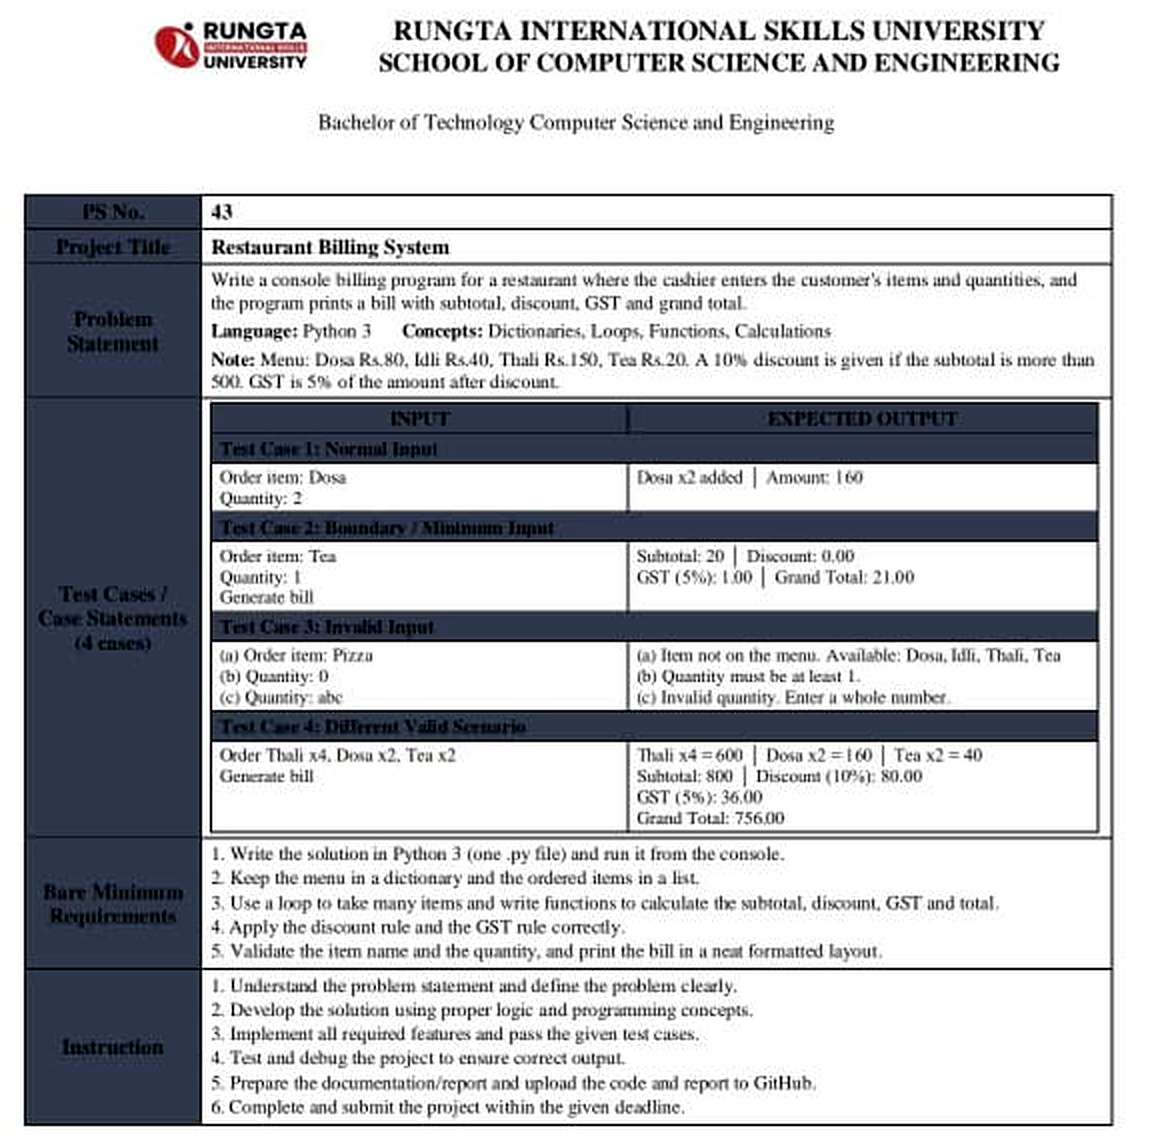 RUNGTA
INTERNATIONAL SKILLS
UNIVERSITY
RUNGTA INTERNATIONAL SKILLS UNIVERSITY
SCHOOL OF COMPUTER SCIENCE AND ENGINEERING
Bachelor of Technology Computer Science and Engineering
PS No.
43
Project Title
Restaurant Billing System
Problem
Statement
Write a console billing program for a restaurant where the cashier enters the customer's items and quantities, and
the program prints a bill with subtotal, discount, GST and grand total.
Language: Python 3 Concepts: Dictionaries, Loops, Functions, Calculations
Note: Menu: Dosa Rs.80, Idli Rs.40, Thali Rs.150, Tea Rs.20. A 10% discount is given if the subtotal is more than
500. GST is 5% of the amount after discount.
Test Cases /
Case Statements
(4 cases)
INPUT EXPECTED OUTPUT
Test Case 1: Normal Input
Order item: Dosa
Quantity: 2
Dosa x2 added | Amount: 160
Test Case 2: Boundary / Minimum Input
Order item: Tea
Quantity: 1
Generate bill
Subtotal: 20 | Discount: 0.00
GST (5%): 1.00 | Grand Total: 21.00
Test Case 3: Invalid Input
(a) Order item: Pizza
(b) Quantity: 0
(c) Quantity: abc
(a) Item not on the menu. Available: Dosa, Idli, Thali, Tea
(b) Quantity must be at least 1.
(c) Invalid quantity. Enter a whole number.
Test Case 4: Different Valid Scenario
Order Thali x4, Dosa x2, Tea x2
Generate bill
Thali x4 = 600 | Dosa x2 = 160 | Tea x2 = 40
Subtotal: 800 | Discount (10%): 80.00
GST (5%): 36.00
Grand Total: 756.00
Bare Minimum
Requirements
1. Write the solution in Python 3 (one .py file) and run it from the console.
2. Keep the menu in a dictionary and the ordered items in a list.
3. Use a loop to take many items and write functions to calculate the subtotal, discount, GST and total.
4. Apply the discount rule and the GST rule correctly.
5. Validate the item name and the quantity, and print the bill in a neat formatted layout.
Instruction
1. Understand the problem statement and define the problem clearly.
2. Develop the solution using proper logic and programming concepts.
3. Implement all required features and pass the given test cases.
4. Test and debug the project to ensure correct output.
5. Prepare the documentation/report and upload the code and report to GitHub.
6. Complete and submit the project within the given deadline.